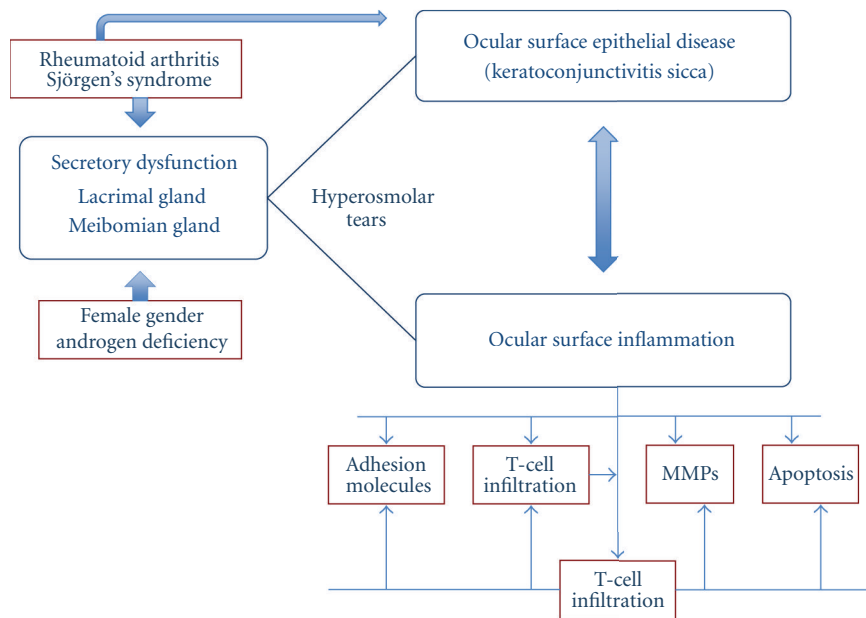 Rheumatoid arthritis
Sjörgen's syndrome
Ocular surface epithelial disease
(keratoconjunctivitis sicca)
Secretory dysfunction
Lacrimal gland
Meibomian gland
Hyperosmolar
tears
Female gender
androgen deficiency
Ocular surface inflammation
Adhesion
molecules
T-cell
infiltration
MMPs
Apoptosis
T-cell
infiltration